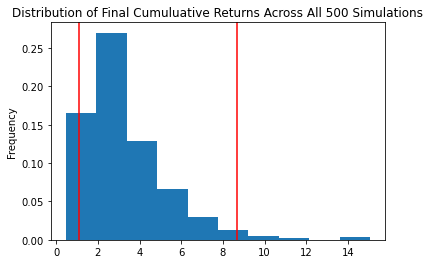 Distribution of Final Cumuluative Returns Across All 500 Simulations
Frequency
0.25
0.20
0.15
0.10
0.05
0.00
0 2 4 6 8 10 12 14